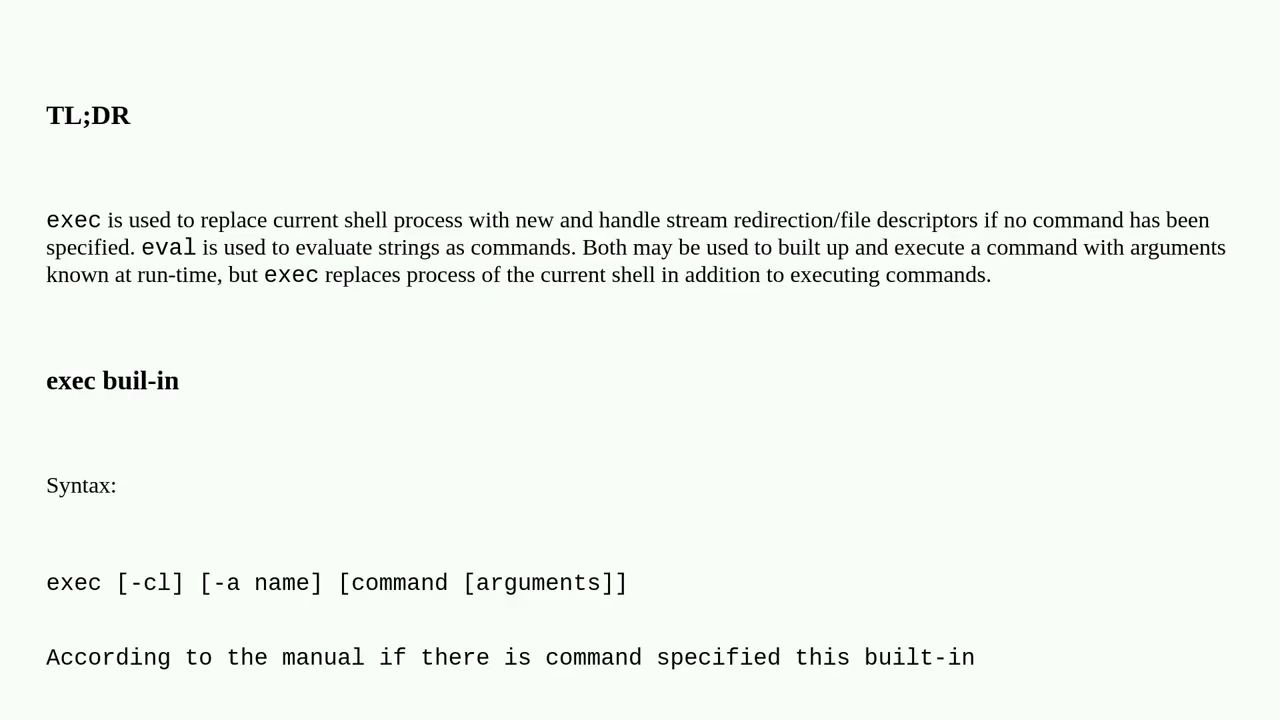 TL;DR
exec is used to replace current shell process with new and handle stream redirection/file descriptors if no command has been
specified. eval is used to evaluate strings as commands. Both may be used to built up and execute a command with arguments
known at run-time, but exec replaces process of the current shell in addition to executing commands.
exec buil-in
Syntax:
exec [-cl] [-a name] [command [arguments]]
According to the manual if there is command specified this built-in